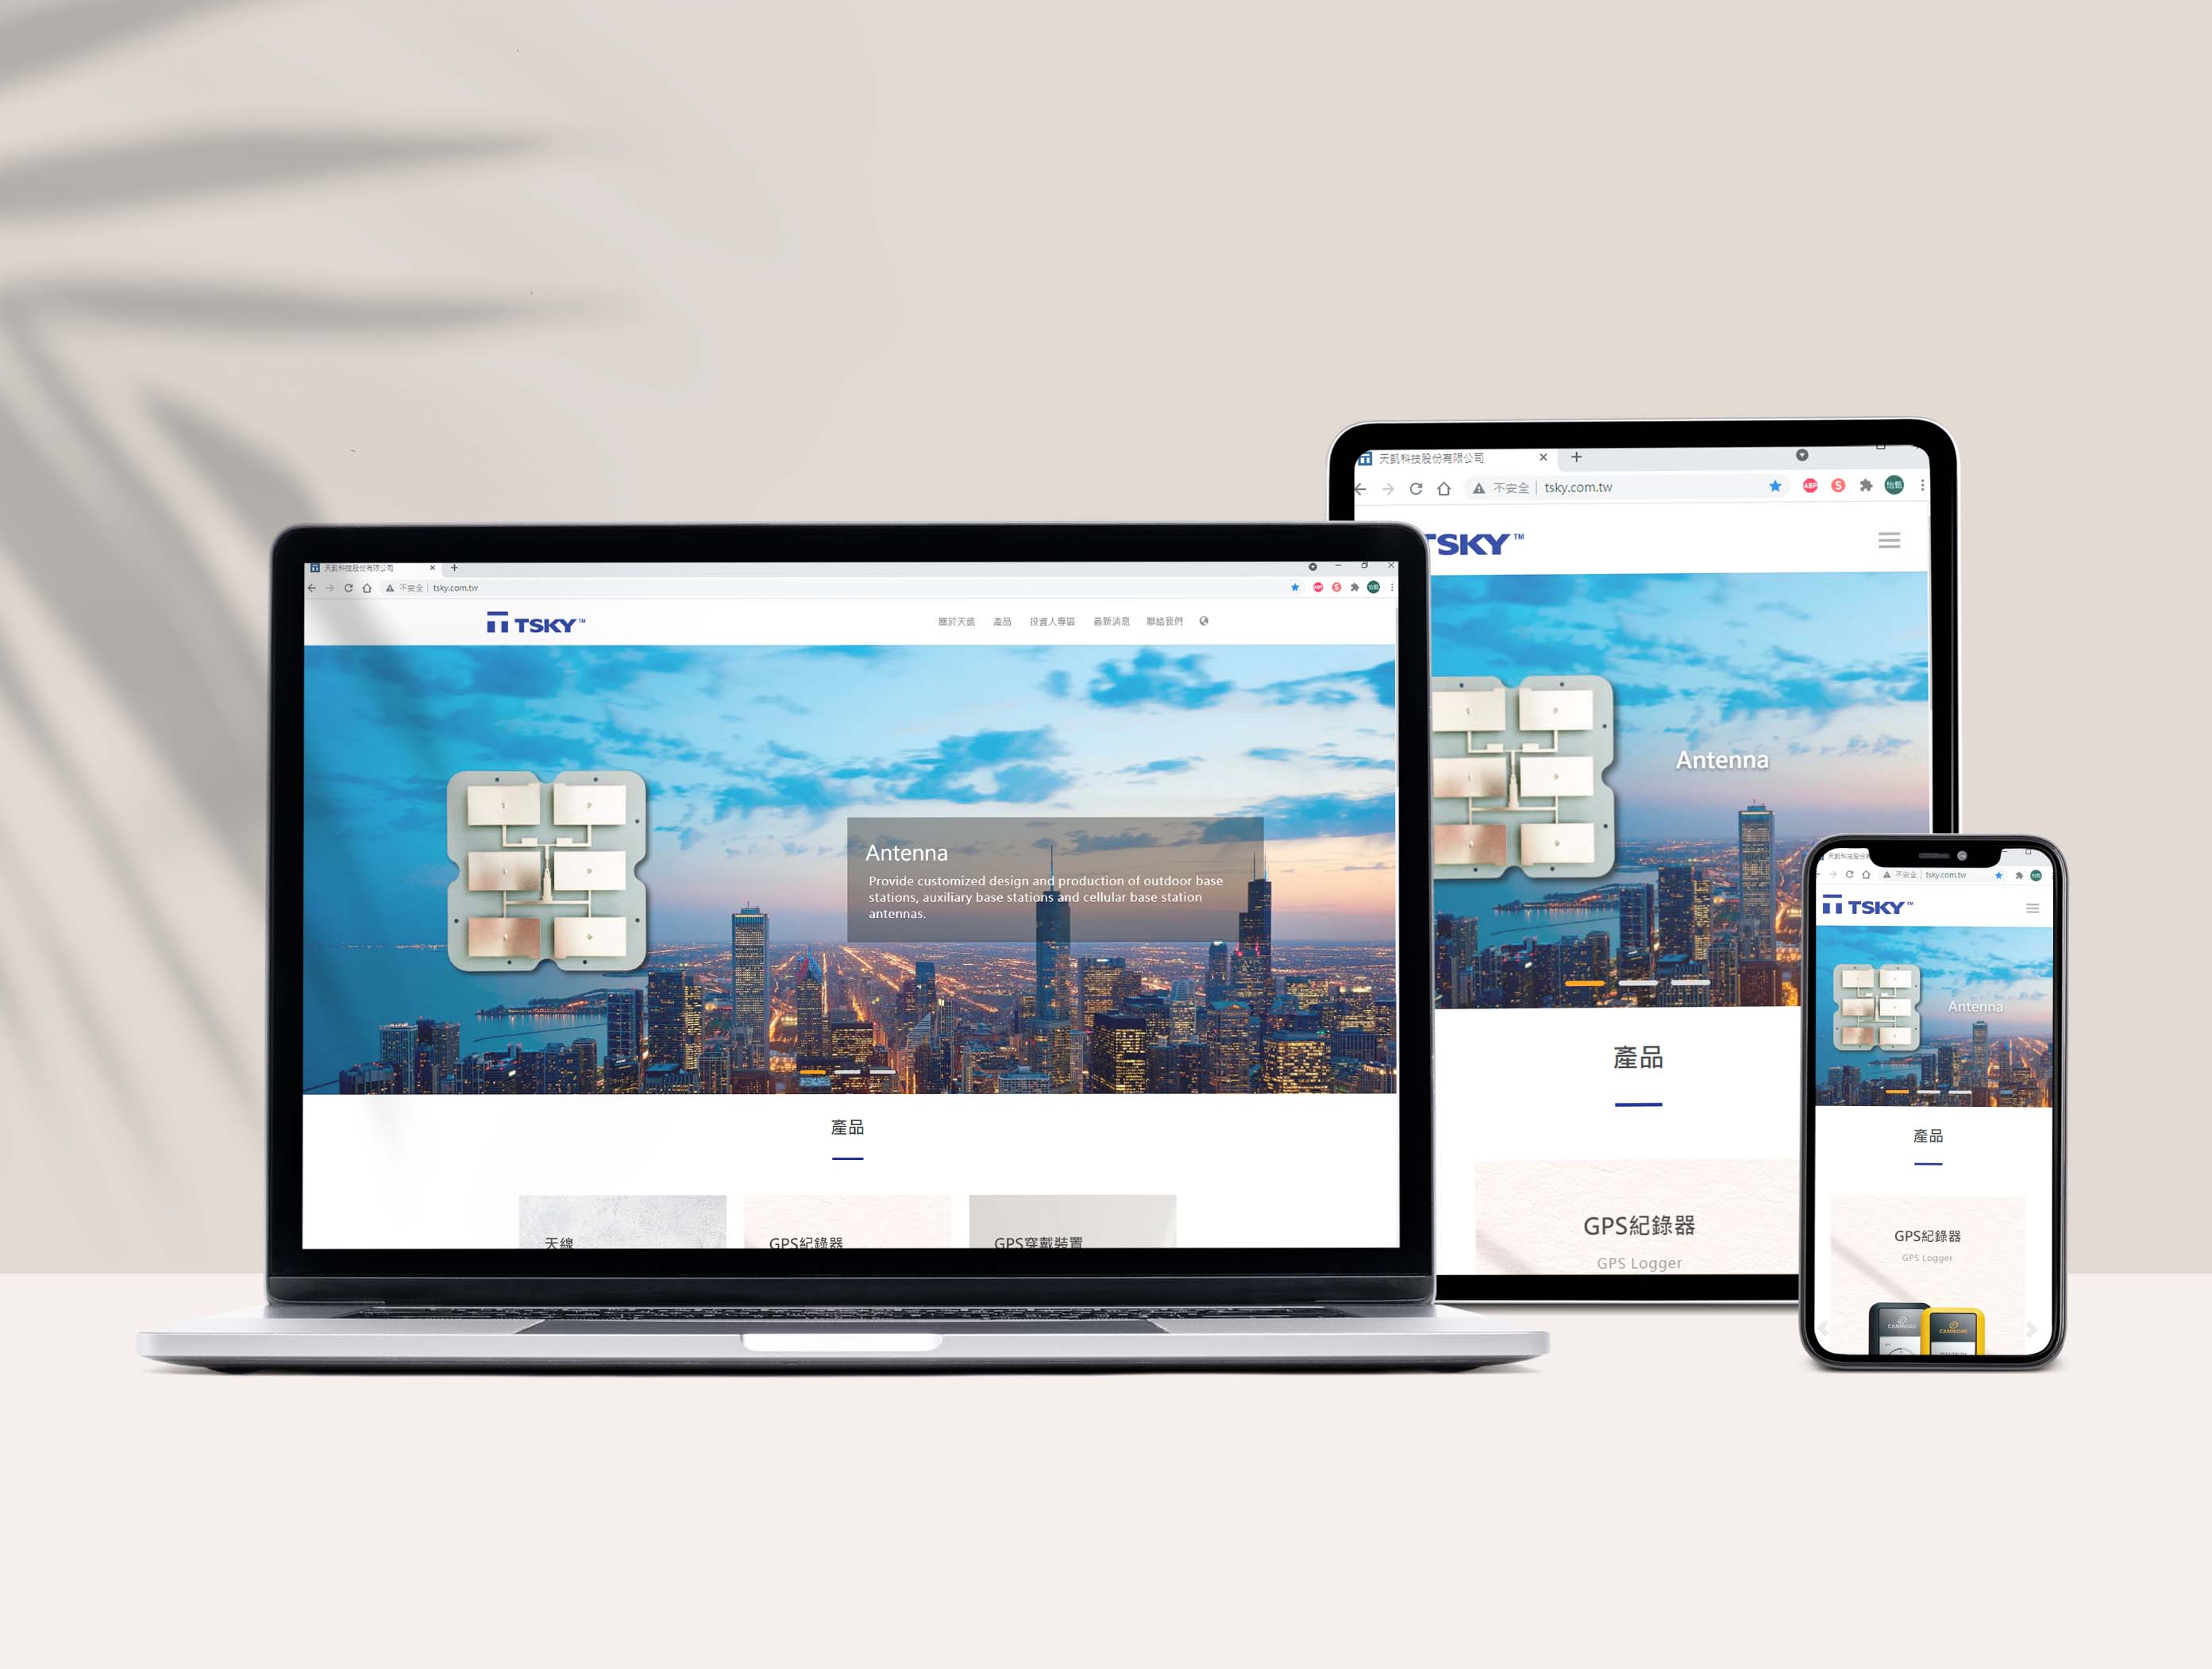 天凱科技股份有限公司
不安全 | tsky.com.tw
TSKY™
關於天凱 產品 投資人專區 最新消息 聯絡我們
Antenna
Provide customized design and production of outdoor base
stations, auxiliary base stations and cellular base station
antennas.
產品
天線 GPS紀錄器 GPS穿戴裝置
天凱科技股份有限公司
不安全 | tsky.com.tw
ABP S 怡甄
TSKY™
Antenna
產品
GPS紀錄器
GPS Logger
天凱科技股份有
不安全 | tsky.com.tw
TSKY™
Antenna
產品
GPS紀錄器
GPS Logger
CANMORE CANMORE